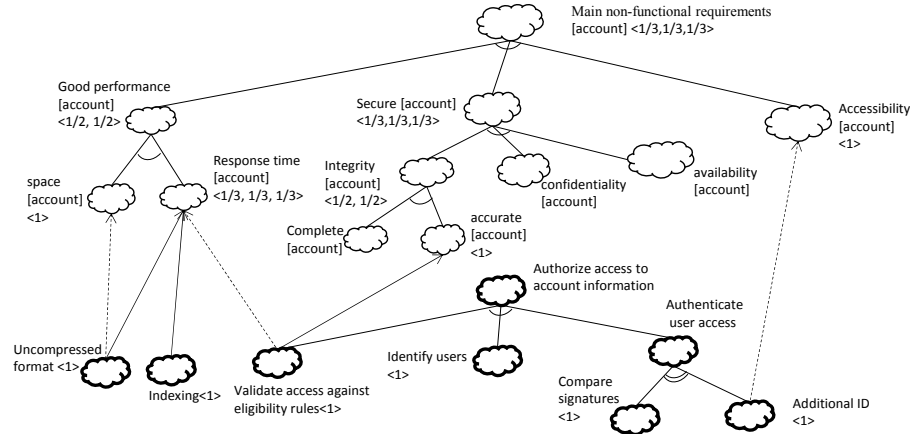 Main non-functional requirements
[account] <1/3,1/3,1/3>
Good performance
[account]
<1/2, 1/2>
Secure [account]
<1/3,1/3,1/3>
Accessibility
[account]
<1>
space
[account]
<1>
Response time
[account]
<1/3, 1/3, 1/3>
Integrity
[account]
<1/2, 1/2>
confidentiality
[account]
availability
[account]
Complete
[account]
accurate
[account]
<1>
Authorize access to
account information
Authenticate
user access
Uncompressed
format <1>
Indexing<1>
Validate access against
eligibility rules<1>
Identify users
<1>
Compare
signatures
<1>
Additional ID
<1>